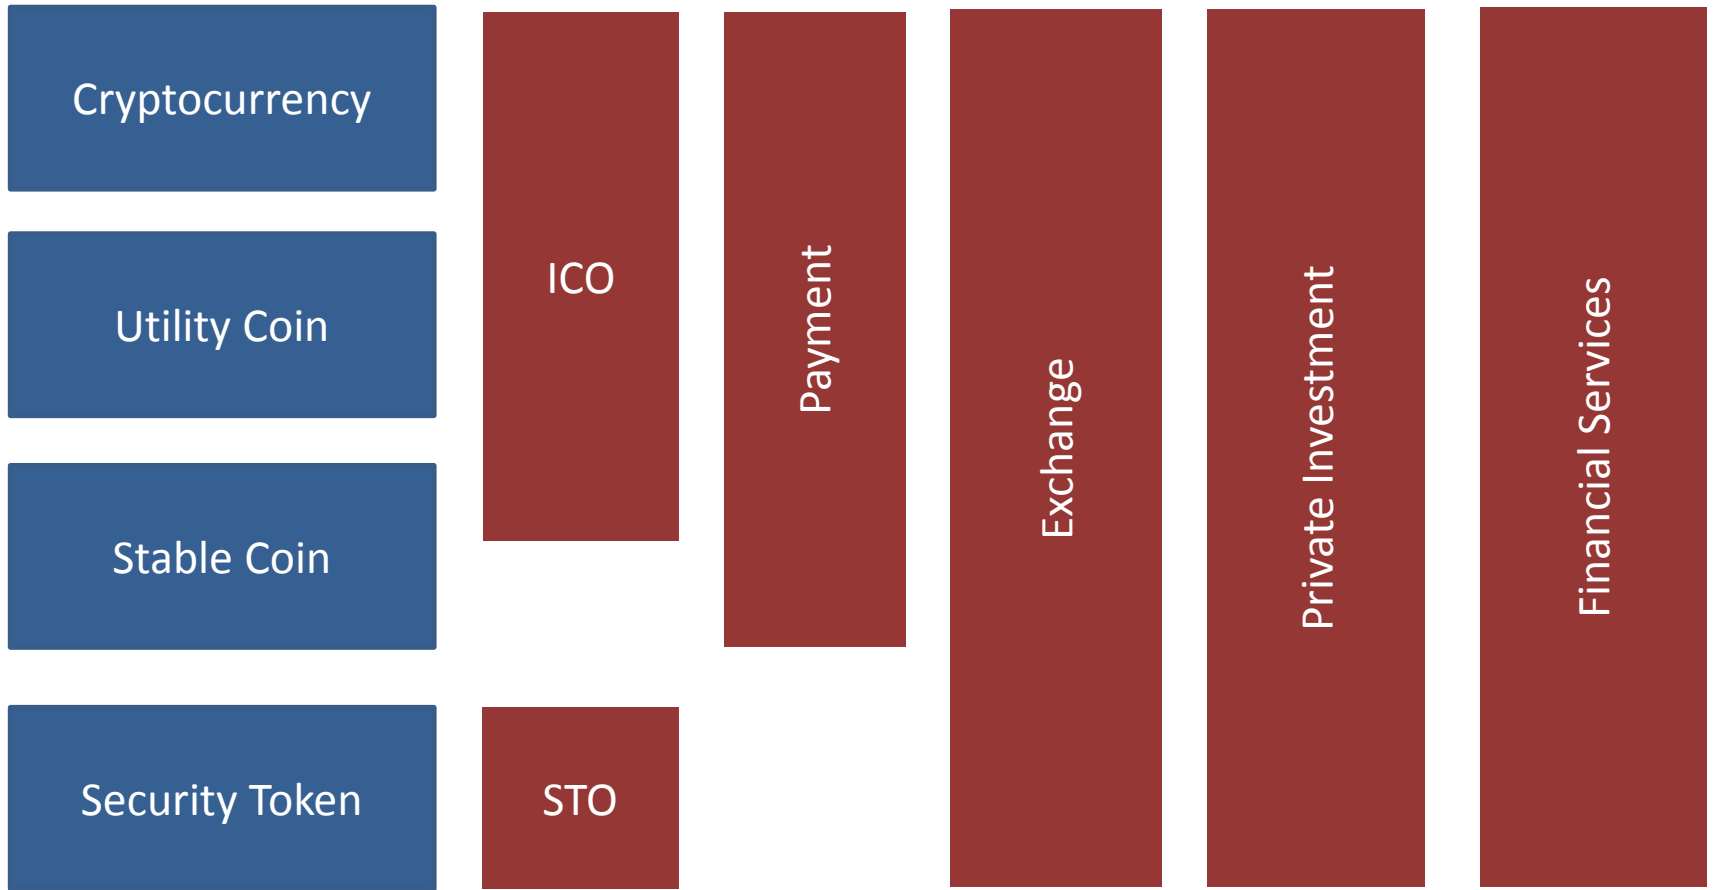 Cryptocurrency
Utility Coin
Stable Coin
Security Token
ICO
STO
Payment
Exchange
Private Investment
Financial Services